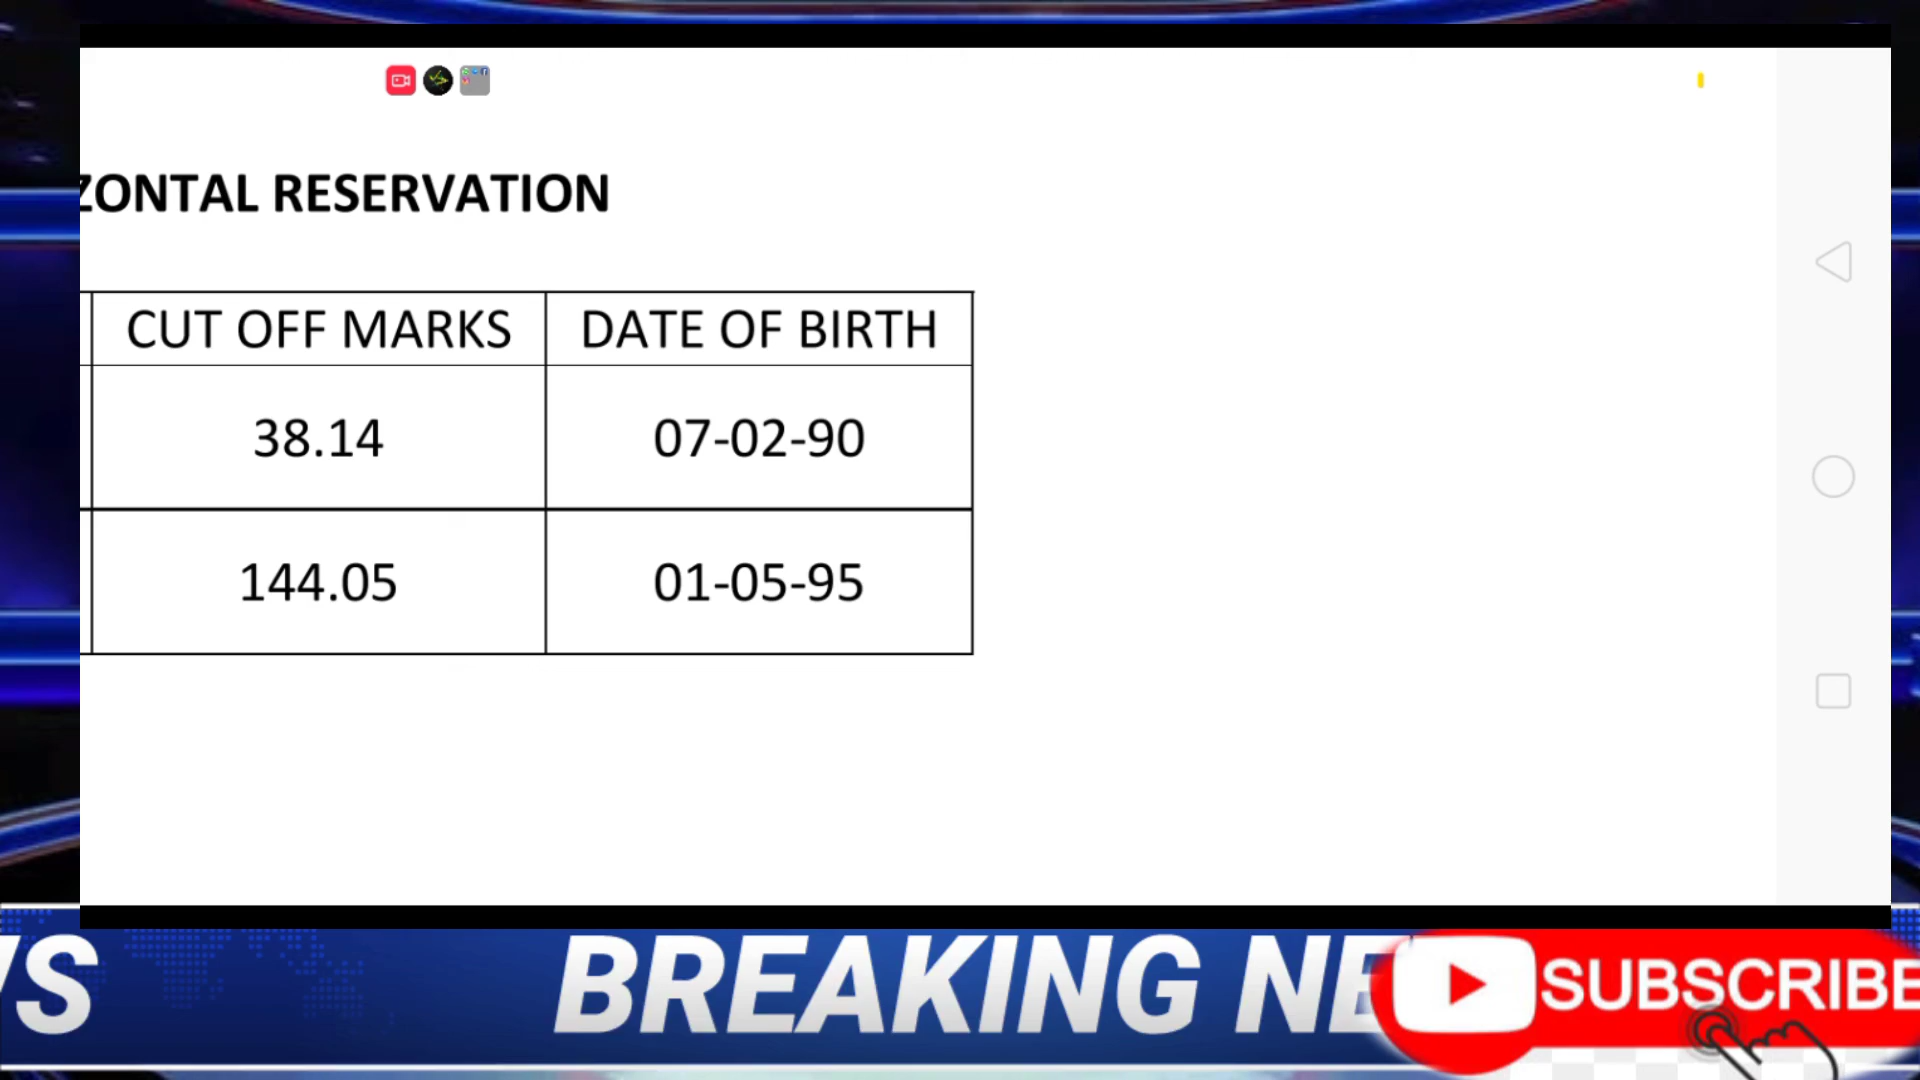 ZONTAL RESERVATION
CUT OFF MARKS DATE OF BIRTH
38.14 07-02-90
144.05 01-05-95
WS BREAKING NE
SUBSCRIBE